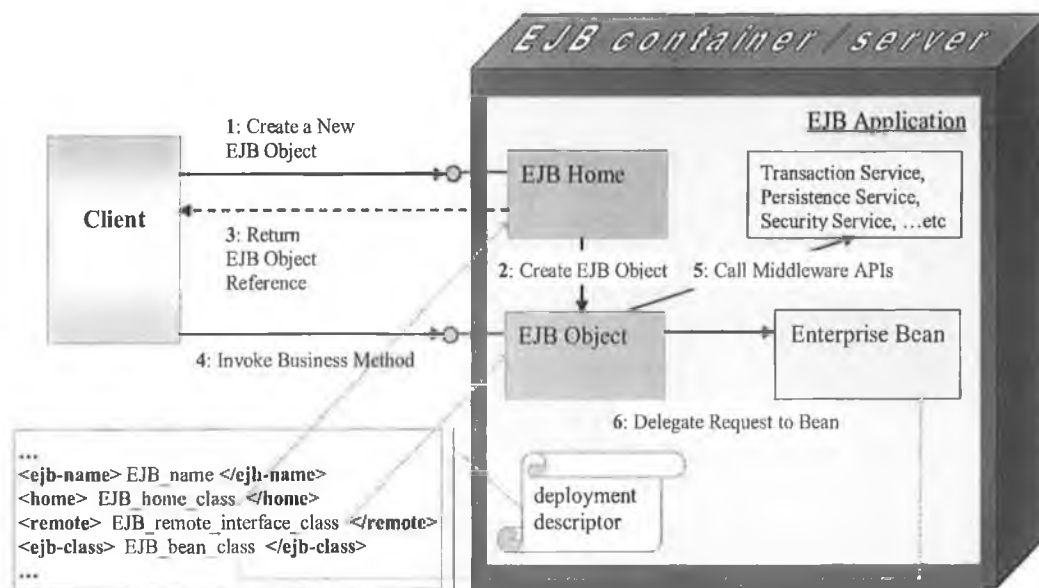 EJB container / server
EJB Application
1: Create a New
EJB Object
EJB Home
Transaction Service,
Persistence Service,
Security Service, ...etc
Client
3: Return
EJB Object
Reference
2: Create EJB Object
5: Call Middleware APIs
EJB Object
Enterprise Bean
4: Invoke Business Method
6: Delegate Request to Bean
...
<ejb-name> EJB_name </ejb-name>
<home> EJB_home_class </home>
<remote> EJB_remote_interface_class </remote>
<ejb-class> EJB_bean_class </ejb-class>
...
deployment
descriptor